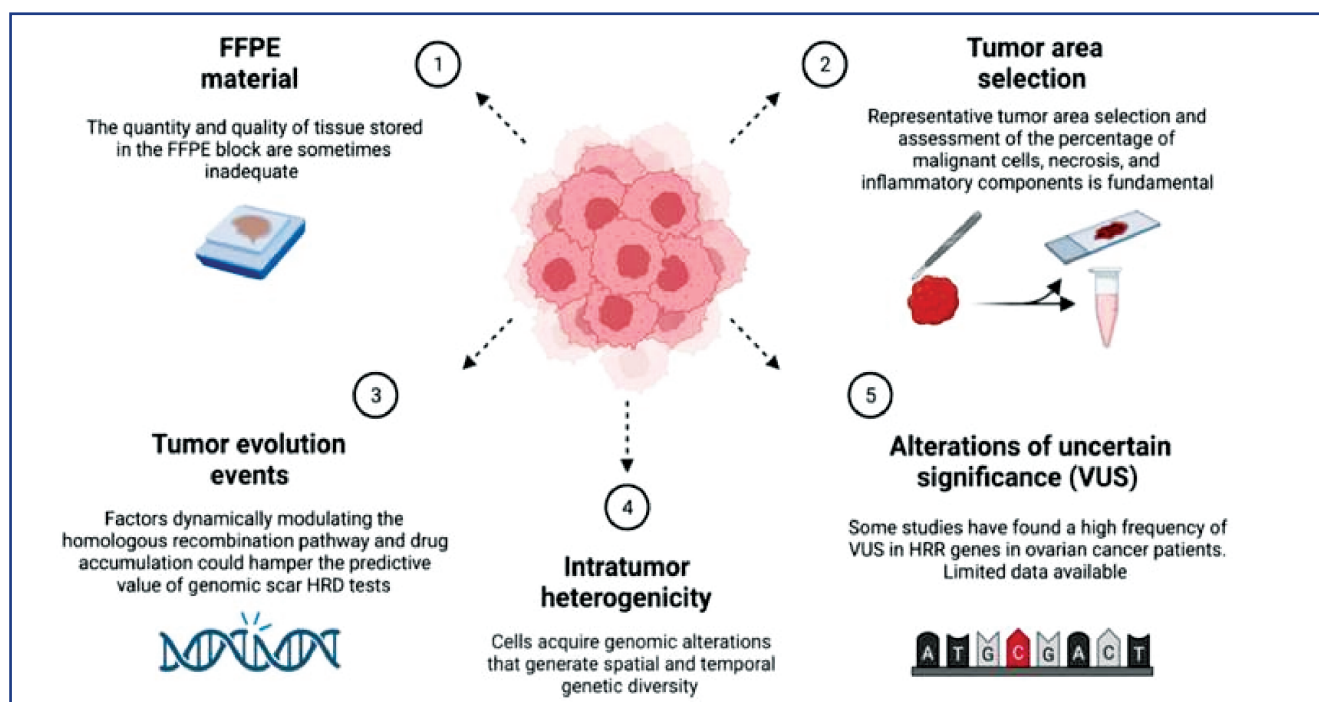 1
FFPE
material
The quantity and quality of tissue stored
in the FFPE block are sometimes
inadequate
2
Tumor area
selection
Representative tumor area selection and
assessment of the percentage of
malignant cells, necrosis, and
inflammatory components is fundamental
3
Tumor evolution
events
Factors dynamically modulating the
homologous recombination pathway and drug
accumulation could hamper the predictive
value of genomic scar HRD tests
4
Intratumor
heterogenicity
Cells acquire genomic alterations
that generate spatial and temporal
genetic diversity
5
Alterations of uncertain
significance (VUS)
Some studies have found a high frequency of
VUS in HRR genes in ovarian cancer patients.
Limited data available
A T G C G A C T